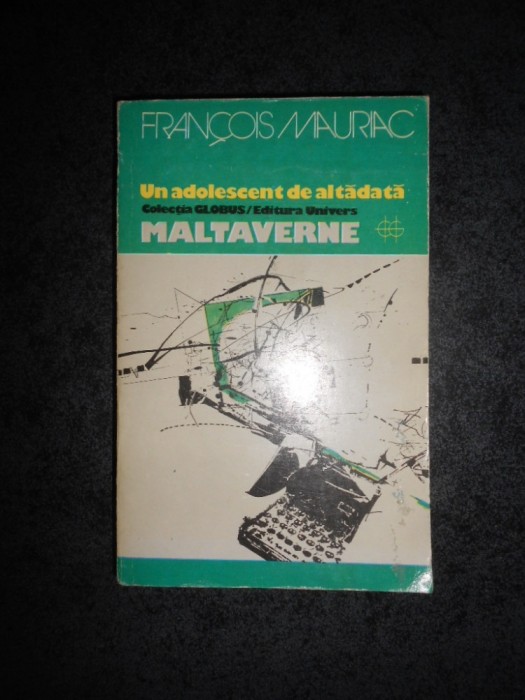 FRANÇOIS MAURIAC
Un adolescent de altădată
Colecția GLOBUS/Editura Univers
MALTAVERNE